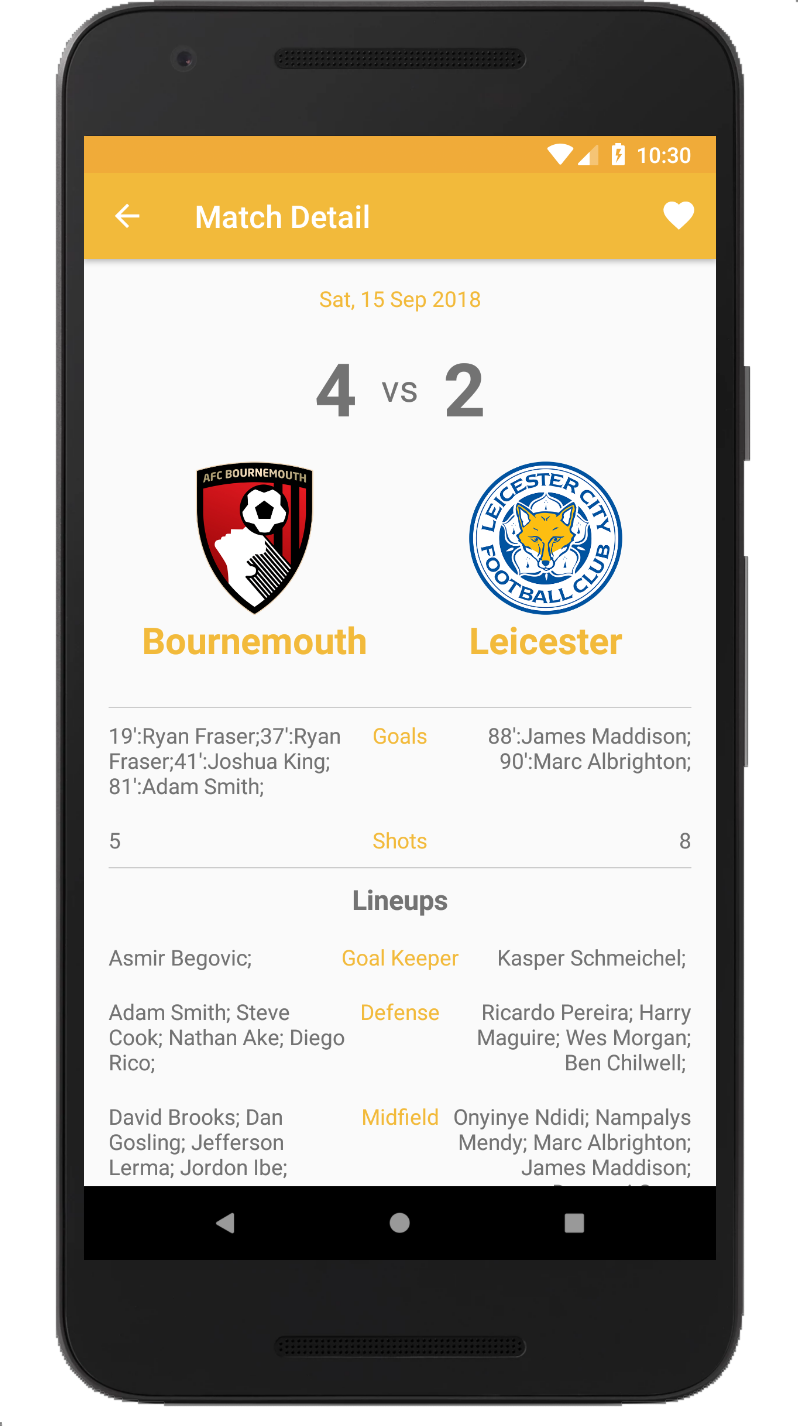 10:30
Match Detail
Sat, 15 Sep 2018
4 vs 2
AFC BOURNEMOUTH
LEICESTER CITY
FOOTBALL CLUB
Bournemouth
Leicester
19':Ryan Fraser;37':Ryan
Fraser;41':Joshua King;
81':Adam Smith;
Goals
88':James Maddison;
90':Marc Albrighton;
5
Shots
8
Lineups
Asmir Begovic;
Goal Keeper
Kasper Schmeichel;
Adam Smith; Steve
Cook; Nathan Ake; Diego
Rico;
Defense
Ricardo Pereira; Harry
Maguire; Wes Morgan;
Ben Chilwell;
David Brooks; Dan
Gosling; Jefferson
Lerma; Jordon Ibe;
Midfield
Onyinye Ndidi; Nampalys
Mendy; Marc Albrighton;
James Maddison;